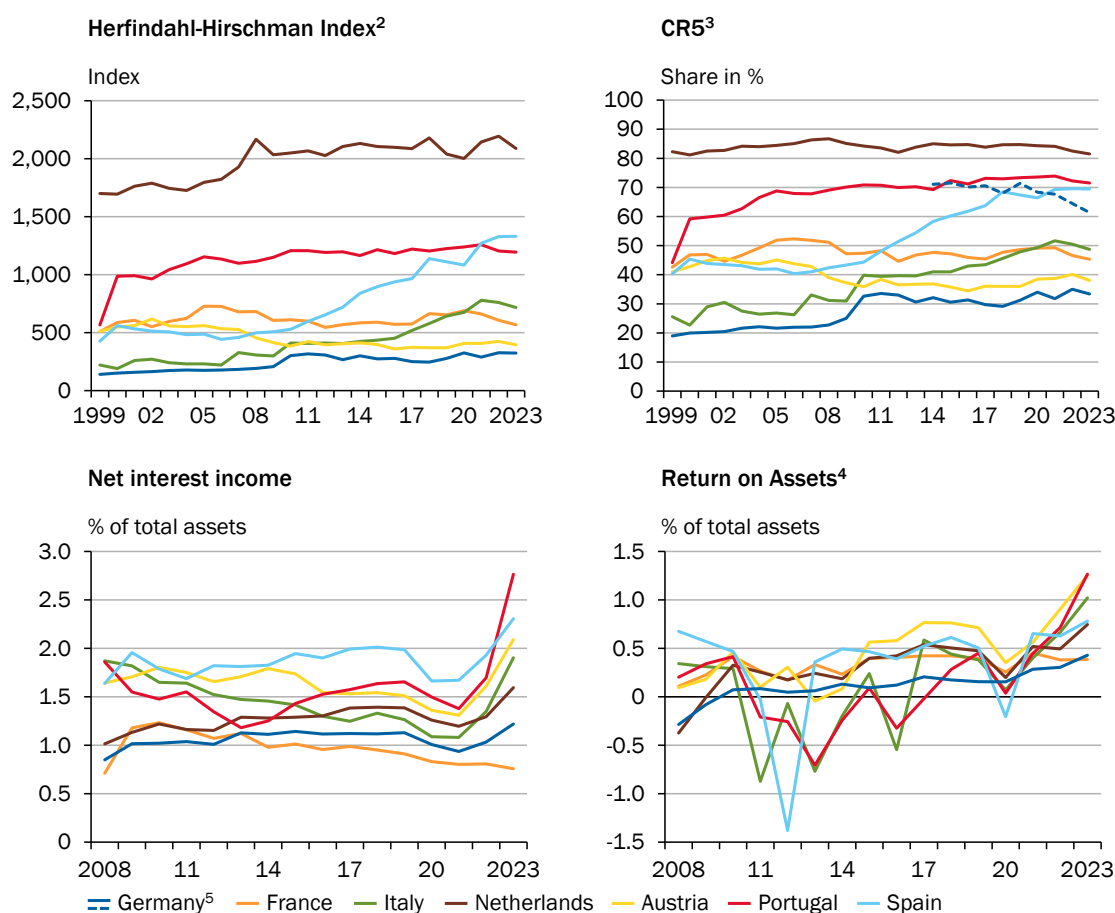 Herfindahl-Hirschman Index²
Index
2,500
2,000
1,500
1,000
500
0
1999 02 05 08 11 14 17 20 2023
CR5³
Share in %
100
90
80
70
60
50
40
30
20
10
0
1999 02 05 08 11 14 17 20 2023
Net interest income
% of total assets
3.0
2.5
2.0
1.5
1.0
0.5
0
2008 11 14 17 20 2023
Return on Assets⁴
% of total assets
1.5
1.0
0.5
0
-0.5
-1.0
-1.5
2008 11 14 17 20 2023
Germany⁵ France Italy Netherlands Austria Portugal Spain